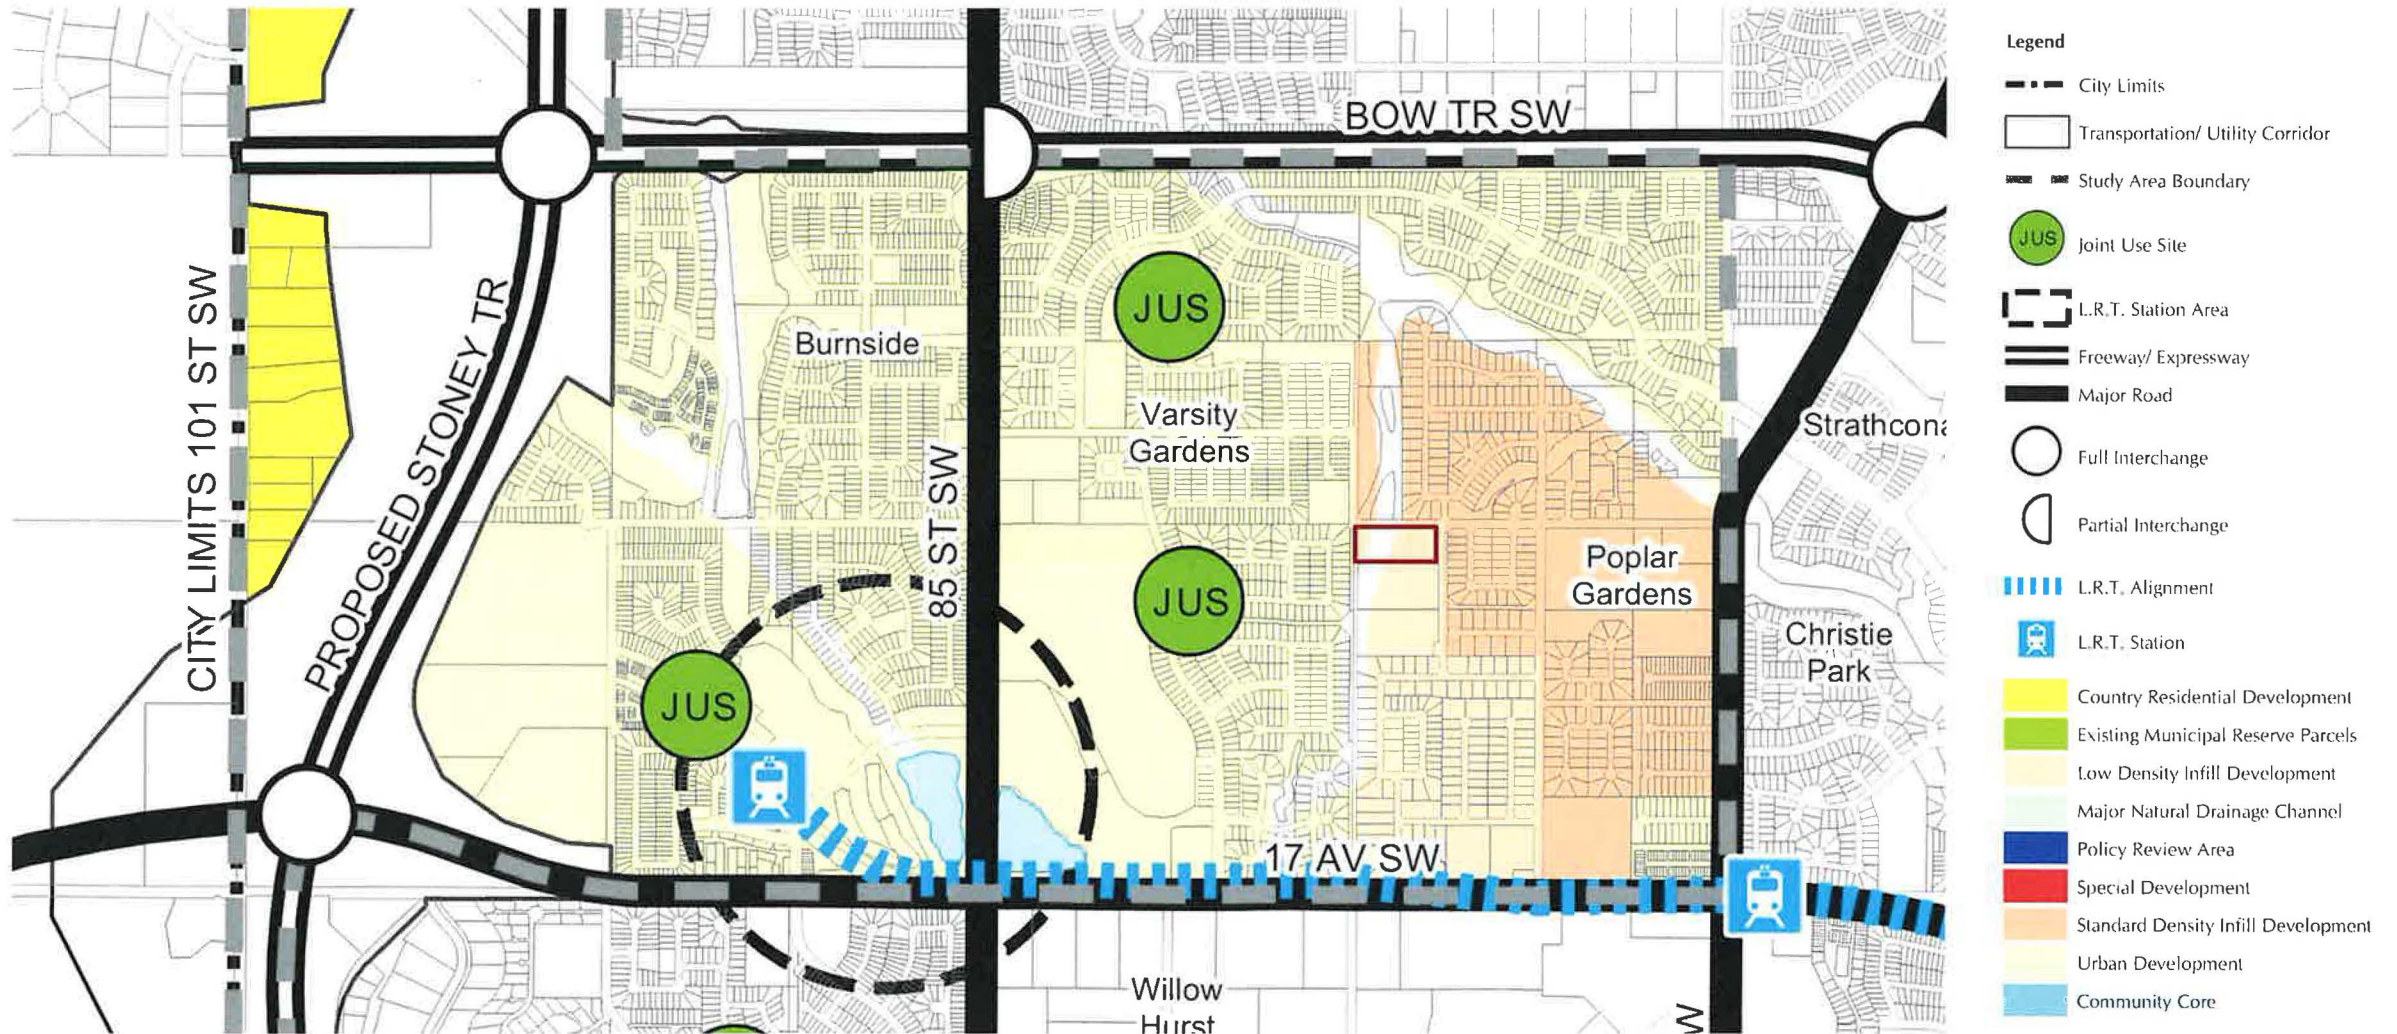 BOW TR SW
CITY LIMITS 101 ST SW
PROPOSED STONEY TR
85 ST SW
Burnside
JUS
Varsity
Gardens
Strathcona
JUS
Poplar
Gardens
Christie
Park
JUS
17 AV SW
Willow
Hurst
W
Legend
City Limits
Transportation/ Utility Corridor
Study Area Boundary
JUS
Joint Use Site
L.R.T. Station Area
Freeway/ Expressway
Major Road
Full Interchange
Partial Interchange
L.R.T. Alignment
L.R.T. Station
Country Residential Development
Existing Municipal Reserve Parcels
Low Density Infill Development
Major Natural Drainage Channel
Policy Review Area
Special Development
Standard Density Infill Development
Urban Development
Community Core